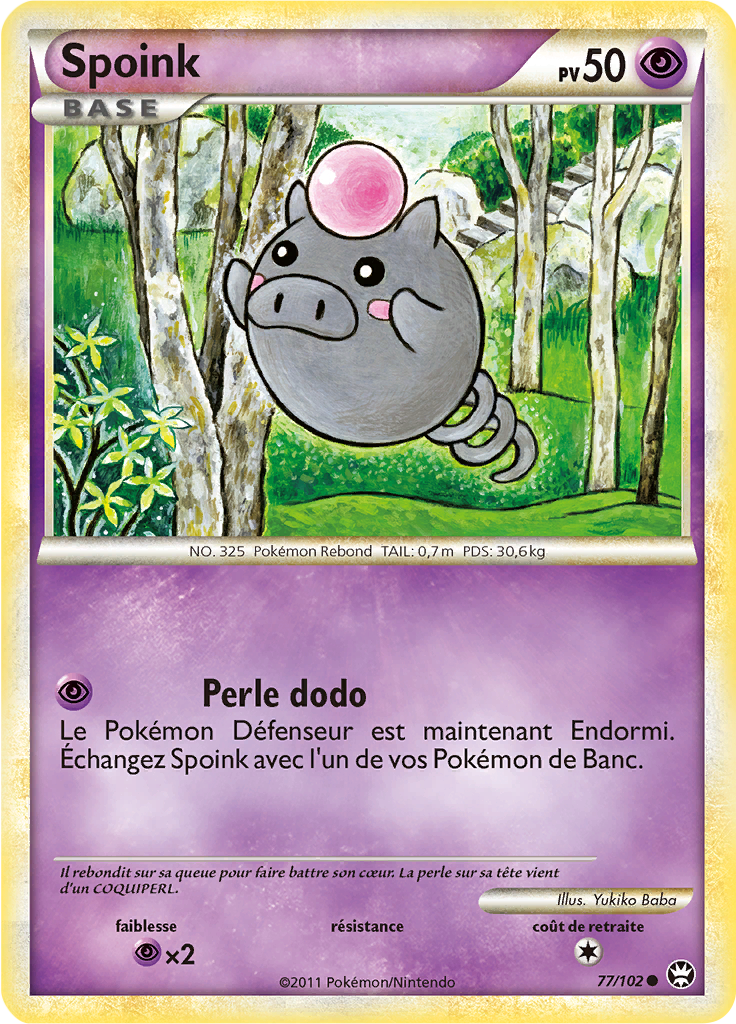 Spoink
PV 50
BASE
NO. 325 Pokémon Rebond TAIL: 0,7 m PDS: 30,6 kg
Perle dodo
Le Pokémon Défenseur est maintenant Endormi.
Échangez Spoink avec l'un de vos Pokémon de Banc.
Il rebondit sur sa queue pour faire battre son cœur. La perle sur sa tête vient
d'un COQUIPERL.
Illus. Yukiko Baba
faiblesse résistance coût de retraite
×2
©2011 Pokémon/Nintendo
77/102